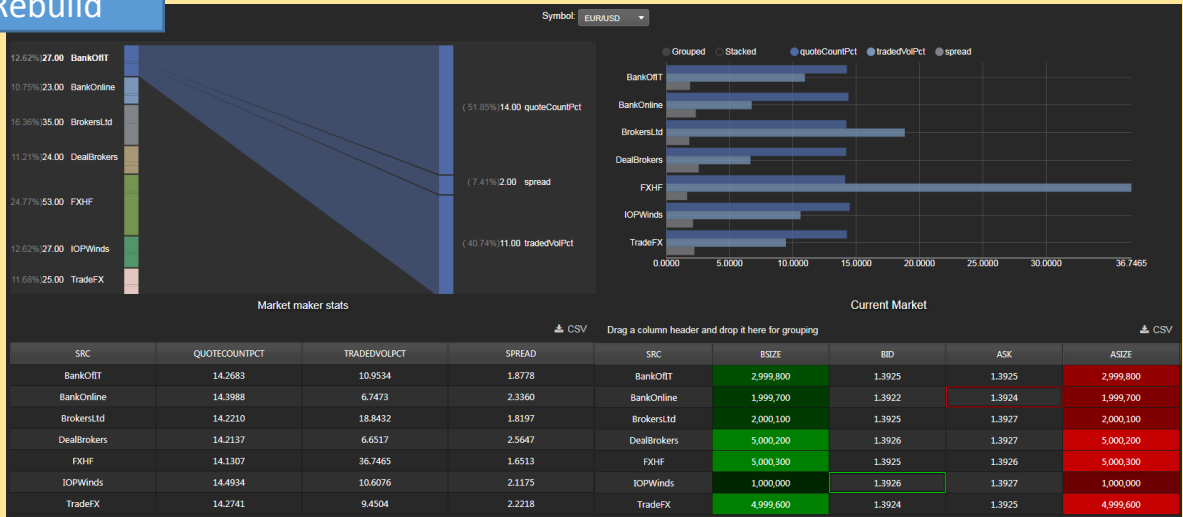 Rebuild
Symbol: EUR/USD
12.62%)27.00 BankOfIT
10.75%)23.00 BankOnline
16.36%)35.00 BrokersLtd
11.21%)24.00 DealBrokers
24.77%)53.00 FXHF
12.62%)27.00 IOPWinds
11.68%)25.00 TradeFX
( 51.85%)14.00 quoteCountPct
( 7.41%)2.00 spread
( 40.74%)11.00 tradedVolPct
Grouped Stacked quoteCountPct tradedVolPct spread
BankOfIT
BankOnline
BrokersLtd
DealBrokers
FXHF
IOPWinds
TradeFX
0.0000 5.0000 10.0000 15.0000 20.0000 25.0000 30.0000 36.7465
Market maker stats
CSV
SRC QUOTECOUNTPCT TRADEDVOLPCT SPREAD
BankOfIT 14.2683 10.9534 1.8778
BankOnline 14.3988 6.7473 2.3360
BrokersLtd 14.2210 18.8432 1.8197
DealBrokers 14.2137 6.6517 2.5647
FXHF 14.1307 36.7465 1.6513
IOPWinds 14.4934 10.6076 2.1175
TradeFX 14.2741 9.4504 2.2218
Current Market
Drag a column header and drop it here for grouping CSV
SRC BSIZE BID ASK ASIZE
BankOfIT 2,999,800 1.3925 1.3925 2,999,800
BankOnline 1,999,700 1.3922 1.3924 1,999,700
BrokersLtd 2,000,100 1.3925 1.3927 2,000,100
DealBrokers 5,000,200 1.3926 1.3927 5,000,200
FXHF 5,000,300 1.3925 1.3926 5,000,300
IOPWinds 1,000,000 1.3926 1.3927 1,000,000
TradeFX 4,999,600 1.3924 1.3925 4,999,600